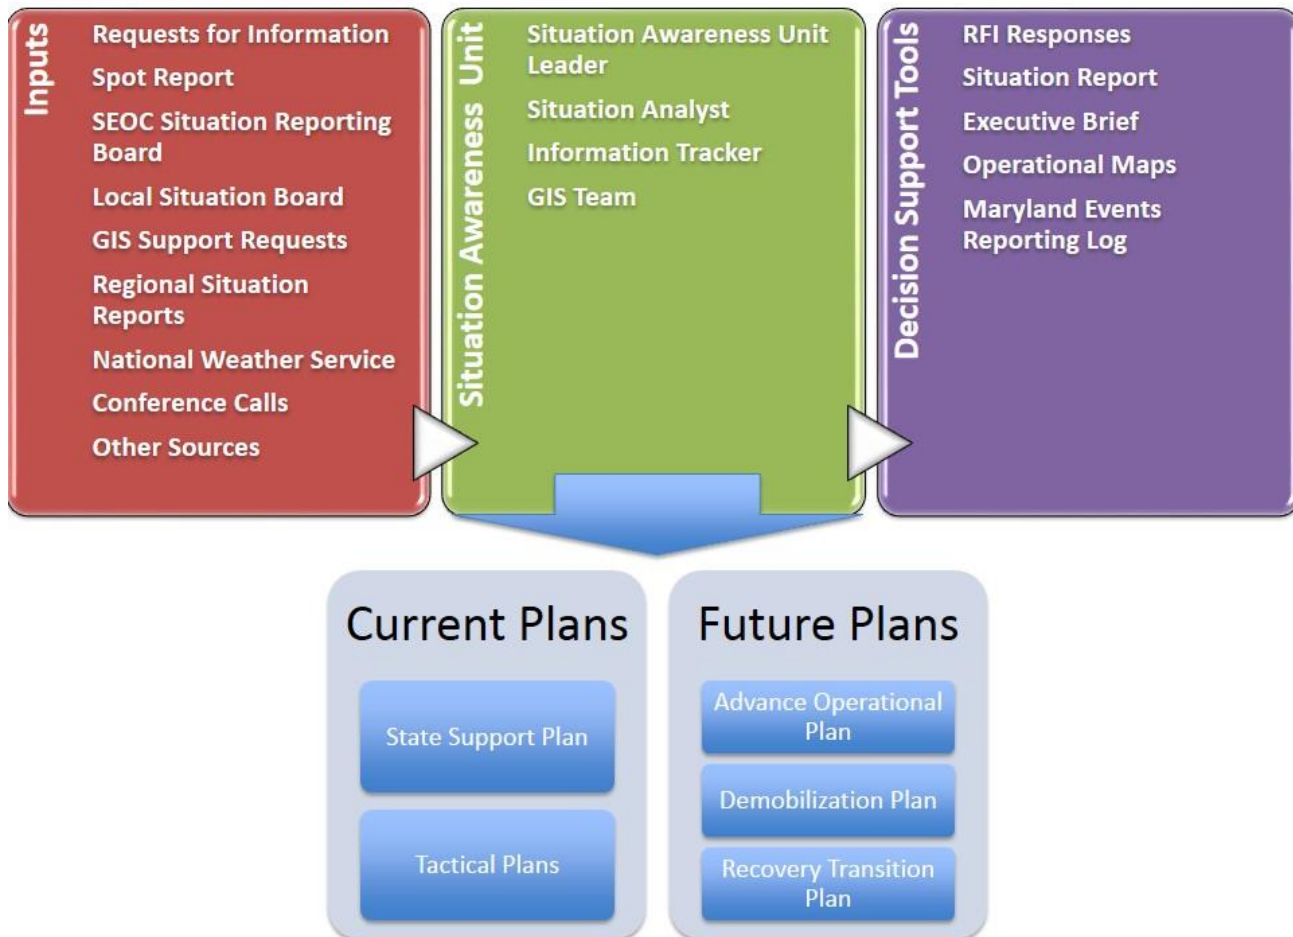 Inputs
Requests for Information
Spot Report
SEOC Situation Reporting
Board
Local Situation Board
GIS Support Requests
Regional Situation
Reports
National Weather Service
Conference Calls
Other Sources
Situation Awareness Unit
Situation Awareness Unit
Leader
Situation Analyst
Information Tracker
GIS Team
Decision Support Tools
RFI Responses
Situation Report
Executive Brief
Operational Maps
Maryland Events
Reporting Log
Current Plans
State Support Plan
Tactical Plans
Future Plans
Advance Operational
Plan
Demobilization Plan
Recovery Transition
Plan